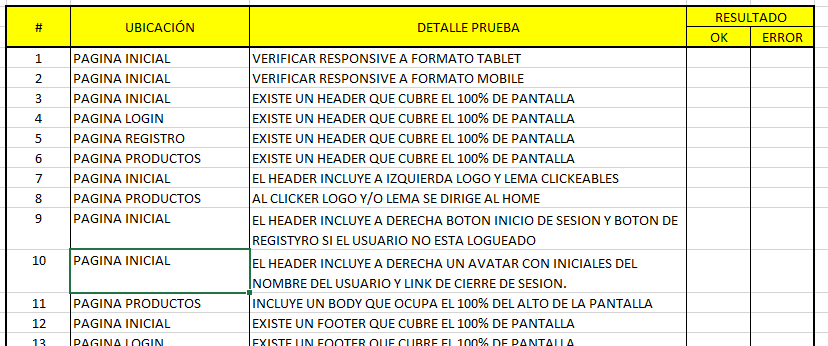 # UBICACIÓN DETALLE PRUEBA RESULTADO
OK ERROR
1 PAGINA INICIAL VERIFICAR RESPONSIVE A FORMATO TABLET
2 PAGINA INICIAL VERIFICAR RESPONSIVE A FORMATO MOBILE
3 PAGINA INICIAL EXISTE UN HEADER QUE CUBRE EL 100% DE PANTALLA
4 PAGINA LOGIN EXISTE UN HEADER QUE CUBRE EL 100% DE PANTALLA
5 PAGINA REGISTRO EXISTE UN HEADER QUE CUBRE EL 100% DE PANTALLA
6 PAGINA PRODUCTOS EXISTE UN HEADER QUE CUBRE EL 100% DE PANTALLA
7 PAGINA INICIAL EL HEADER INCLUYE A IZQUIERDA LOGO Y LEMA CLICKEABLES
8 PAGINA PRODUCTOS AL CLICKER LOGO Y/O LEMA SE DIRIGE AL HOME
9 PAGINA INICIAL EL HEADER INCLUYE A DERECHA BOTON INICIO DE SESION Y BOTON DE
REGISTYRO SI EL USUARIO NO ESTA LOGUEADO
10 PAGINA INICIAL EL HEADER INCLUYE A DERECHA UN AVATAR CON INICIALES DEL
NOMBRE DEL USUARIO Y LINK DE CIERRE DE SESION.
11 PAGINA PRODUCTOS INCLUYE UN BODY QUE OCUPA EL 100% DEL ALTO DE LA PANTALLA
12 PAGINA INICIAL EXISTE UN FOOTER QUE CUBRE EL 100% DE PANTALLA
13 PAGINA LOGIN EXISTE UN FOOTER QUE CUBRE EL 100% DE PANTALLA